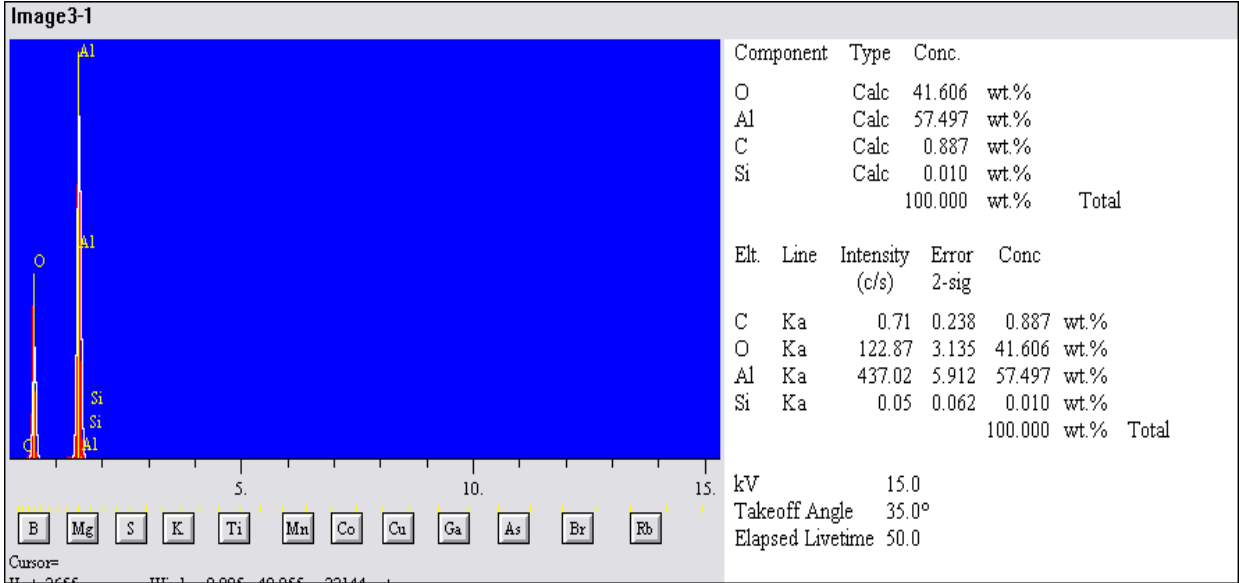 Image3-1
Al
Al
O
Si
Si
C
Al
5. 10. 15.
B Mg S K Ti Mn Co Cu Ga As Br Rb
Cursor=
Component Type Conc.
O Calc 41.606 wt.%
Al Calc 57.497 wt.%
C Calc 0.887 wt.%
Si Calc 0.010 wt.%
100.000 wt.% Total
Elt. Line Intensity Error Conc
(c/s) 2-sig
C Ka 0.71 0.238 0.887 wt.%
O Ka 122.87 3.135 41.606 wt.%
Al Ka 437.02 5.912 57.497 wt.%
Si Ka 0.05 0.062 0.010 wt.%
100.000 wt.% Total
kV 15.0
Takeoff Angle 35.0°
Elapsed Livetime 50.0